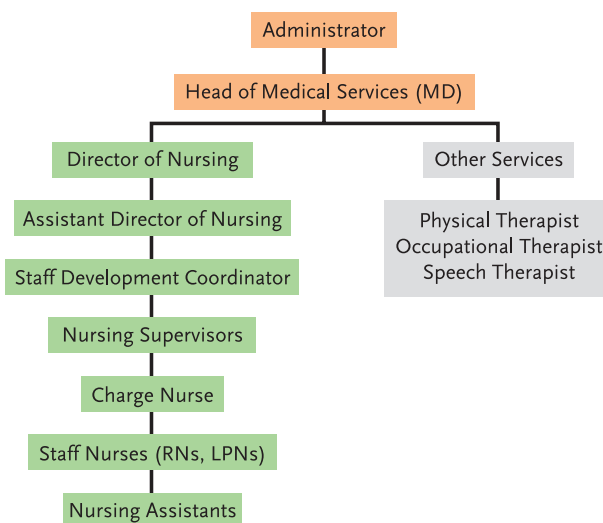 Administrator
Head of Medical Services (MD)
Director of Nursing
Other Services
Assistant Director of Nursing
Physical Therapist
Occupational Therapist
Speech Therapist
Staff Development Coordinator
Nursing Supervisors
Charge Nurse
Staff Nurses (RNs, LPNs)
Nursing Assistants